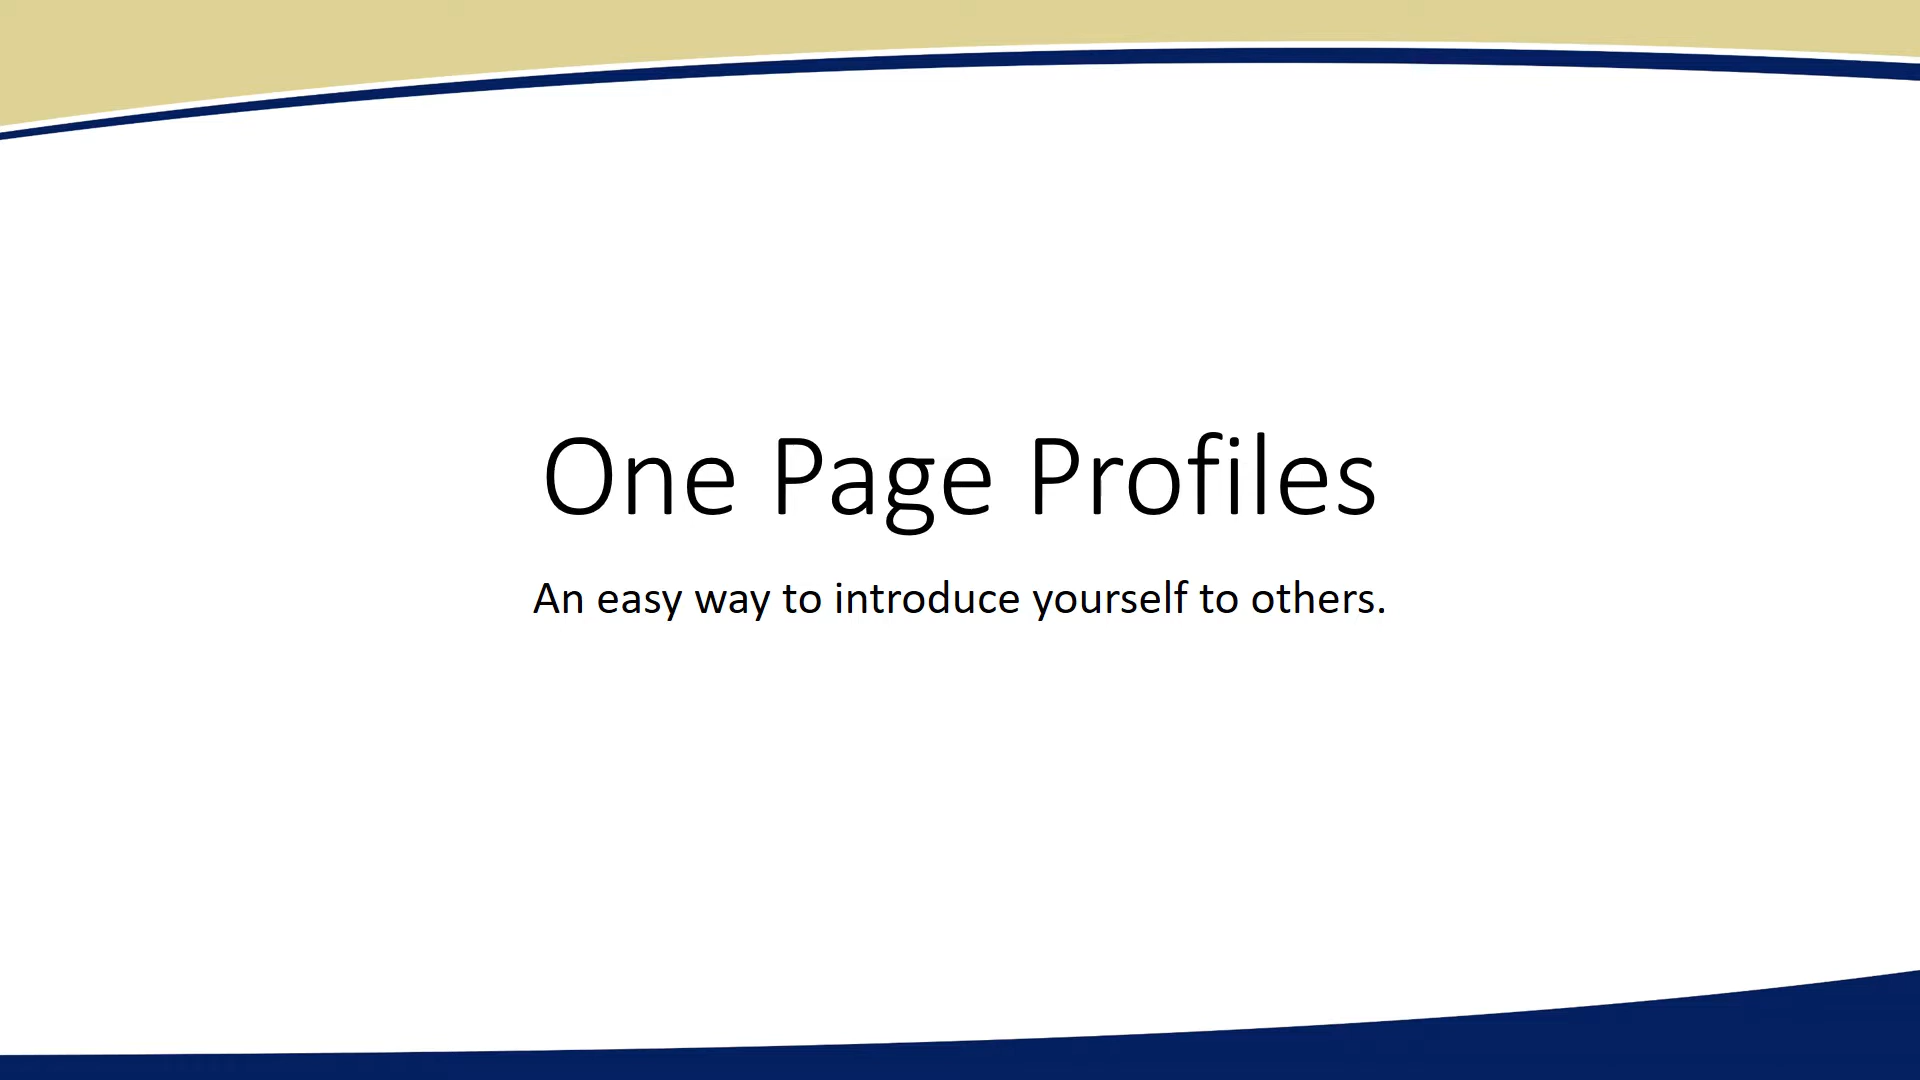 One Page Profiles
An easy way to introduce yourself to others.